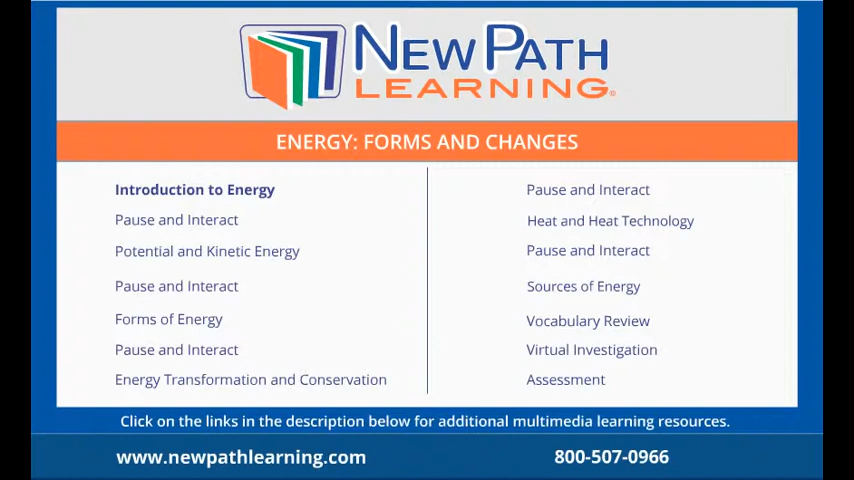 NEWPATH
LEARNING®
ENERGY: FORMS AND CHANGES
Introduction to Energy
Pause and Interact
Potential and Kinetic Energy
Pause and Interact
Forms of Energy
Pause and Interact
Energy Transformation and Conservation
Pause and Interact
Heat and Heat Technology
Pause and Interact
Sources of Energy
Vocabulary Review
Virtual Investigation
Assessment
Click on the links in the description below for additional multimedia learning resources.
www.newpathlearning.com
800-507-0966